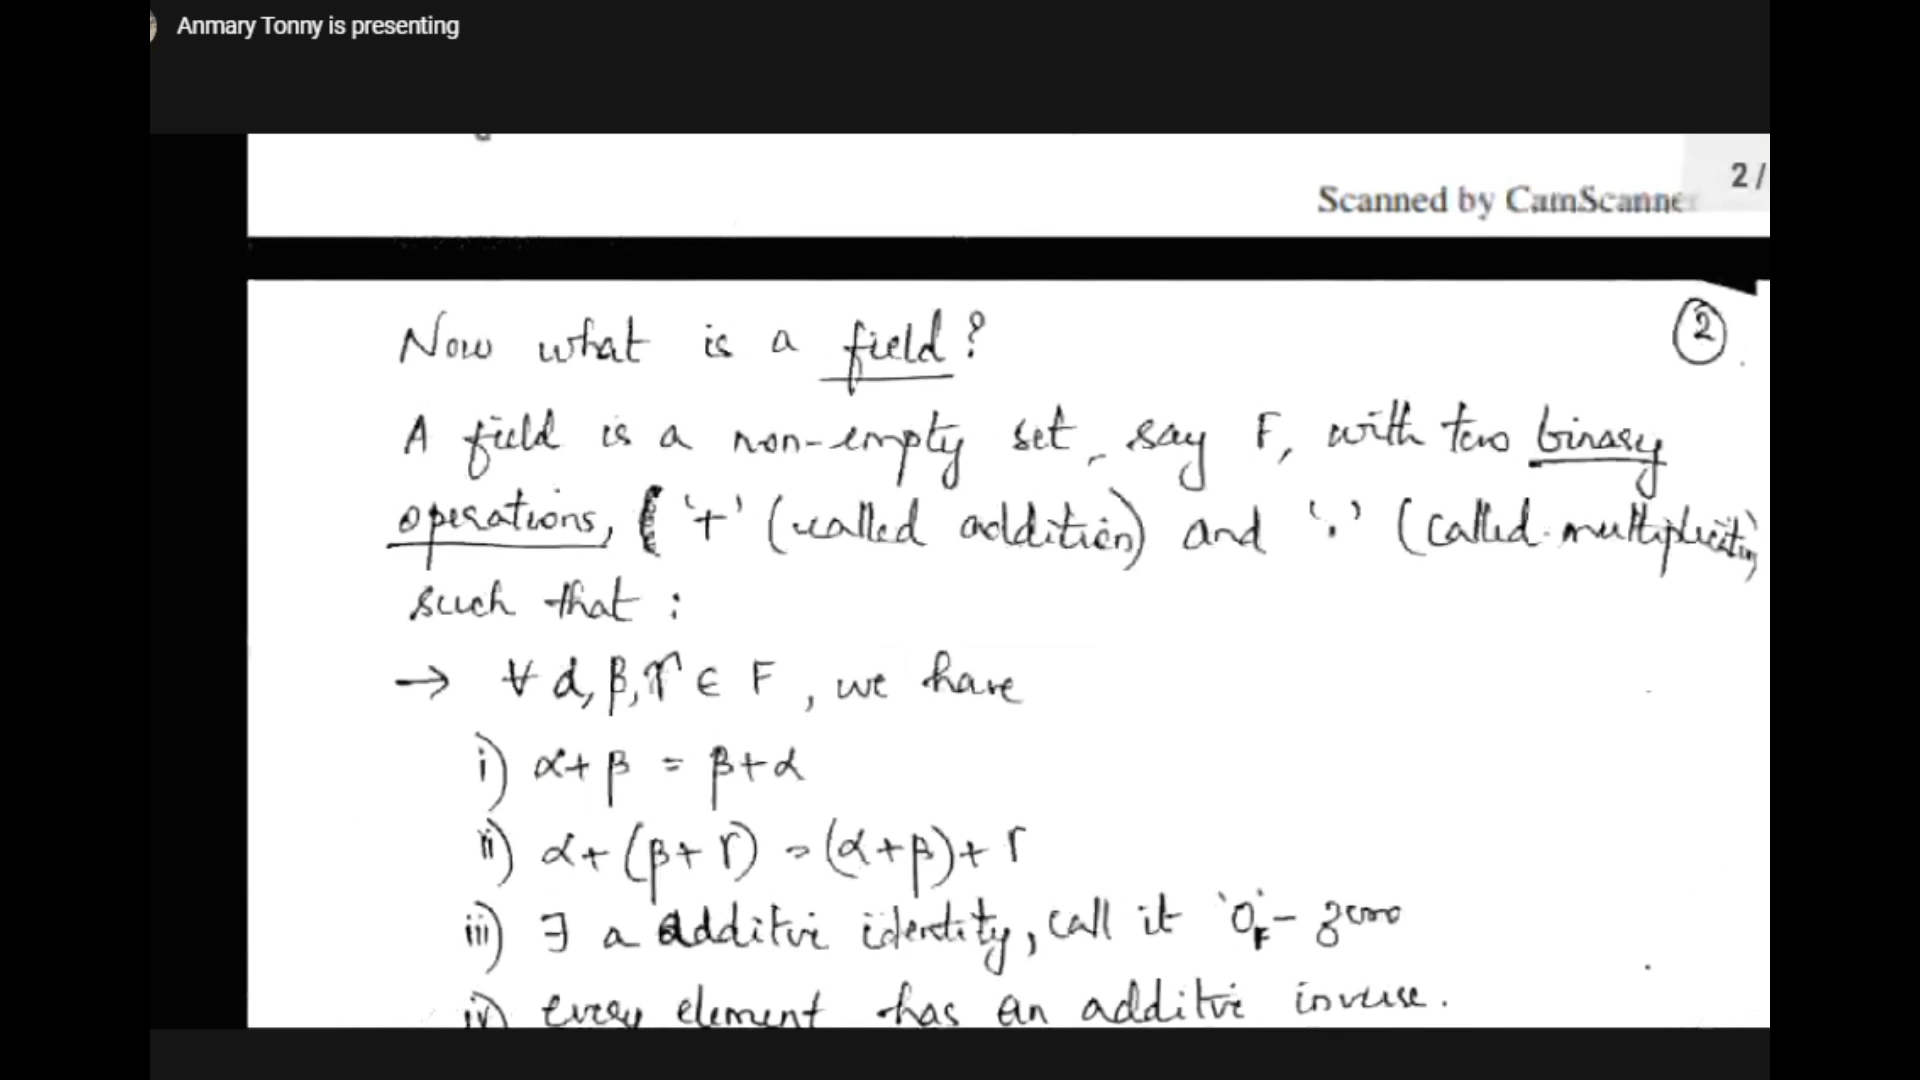 Anmary Tonny is presenting
2/
Scanned by CamScanner
Now what is a field?
2
A field is a non-empty set, say F, with two binary
operations, ( '+' (called addition) and '.' (called multiplication)
such that :
→ ∀ α, β, γ ∈ F , we have
i) α+β = β+α
ii) α+(β+γ) = (α+β)+γ
iii) ∃ a additive identity, call it '0F' - zero
iv) every element has an additive inverse.